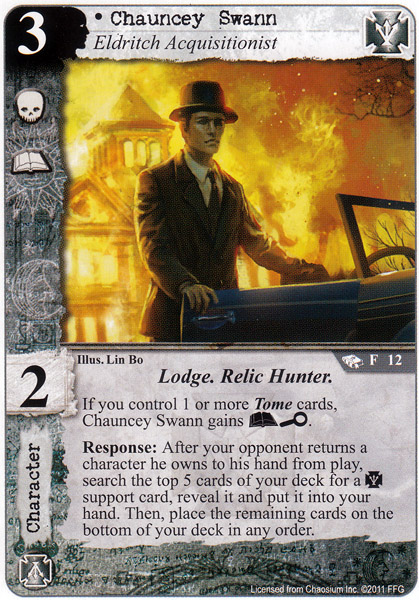 3
• Chauncey Swann
Eldritch Acquisitionist
Illus. Lin Bo
F 12
2
Character
Lodge. Relic Hunter.
If you control 1 or more Tome cards,
Chauncey Swann gains
Response: After your opponent returns a
character he owns to his hand from play,
search the top 5 cards of your deck for a
support card, reveal it and put it into your
hand. Then, place the remaining cards on the
bottom of your deck in any order.
Licensed from Chaosium Inc. ©2011 FFG